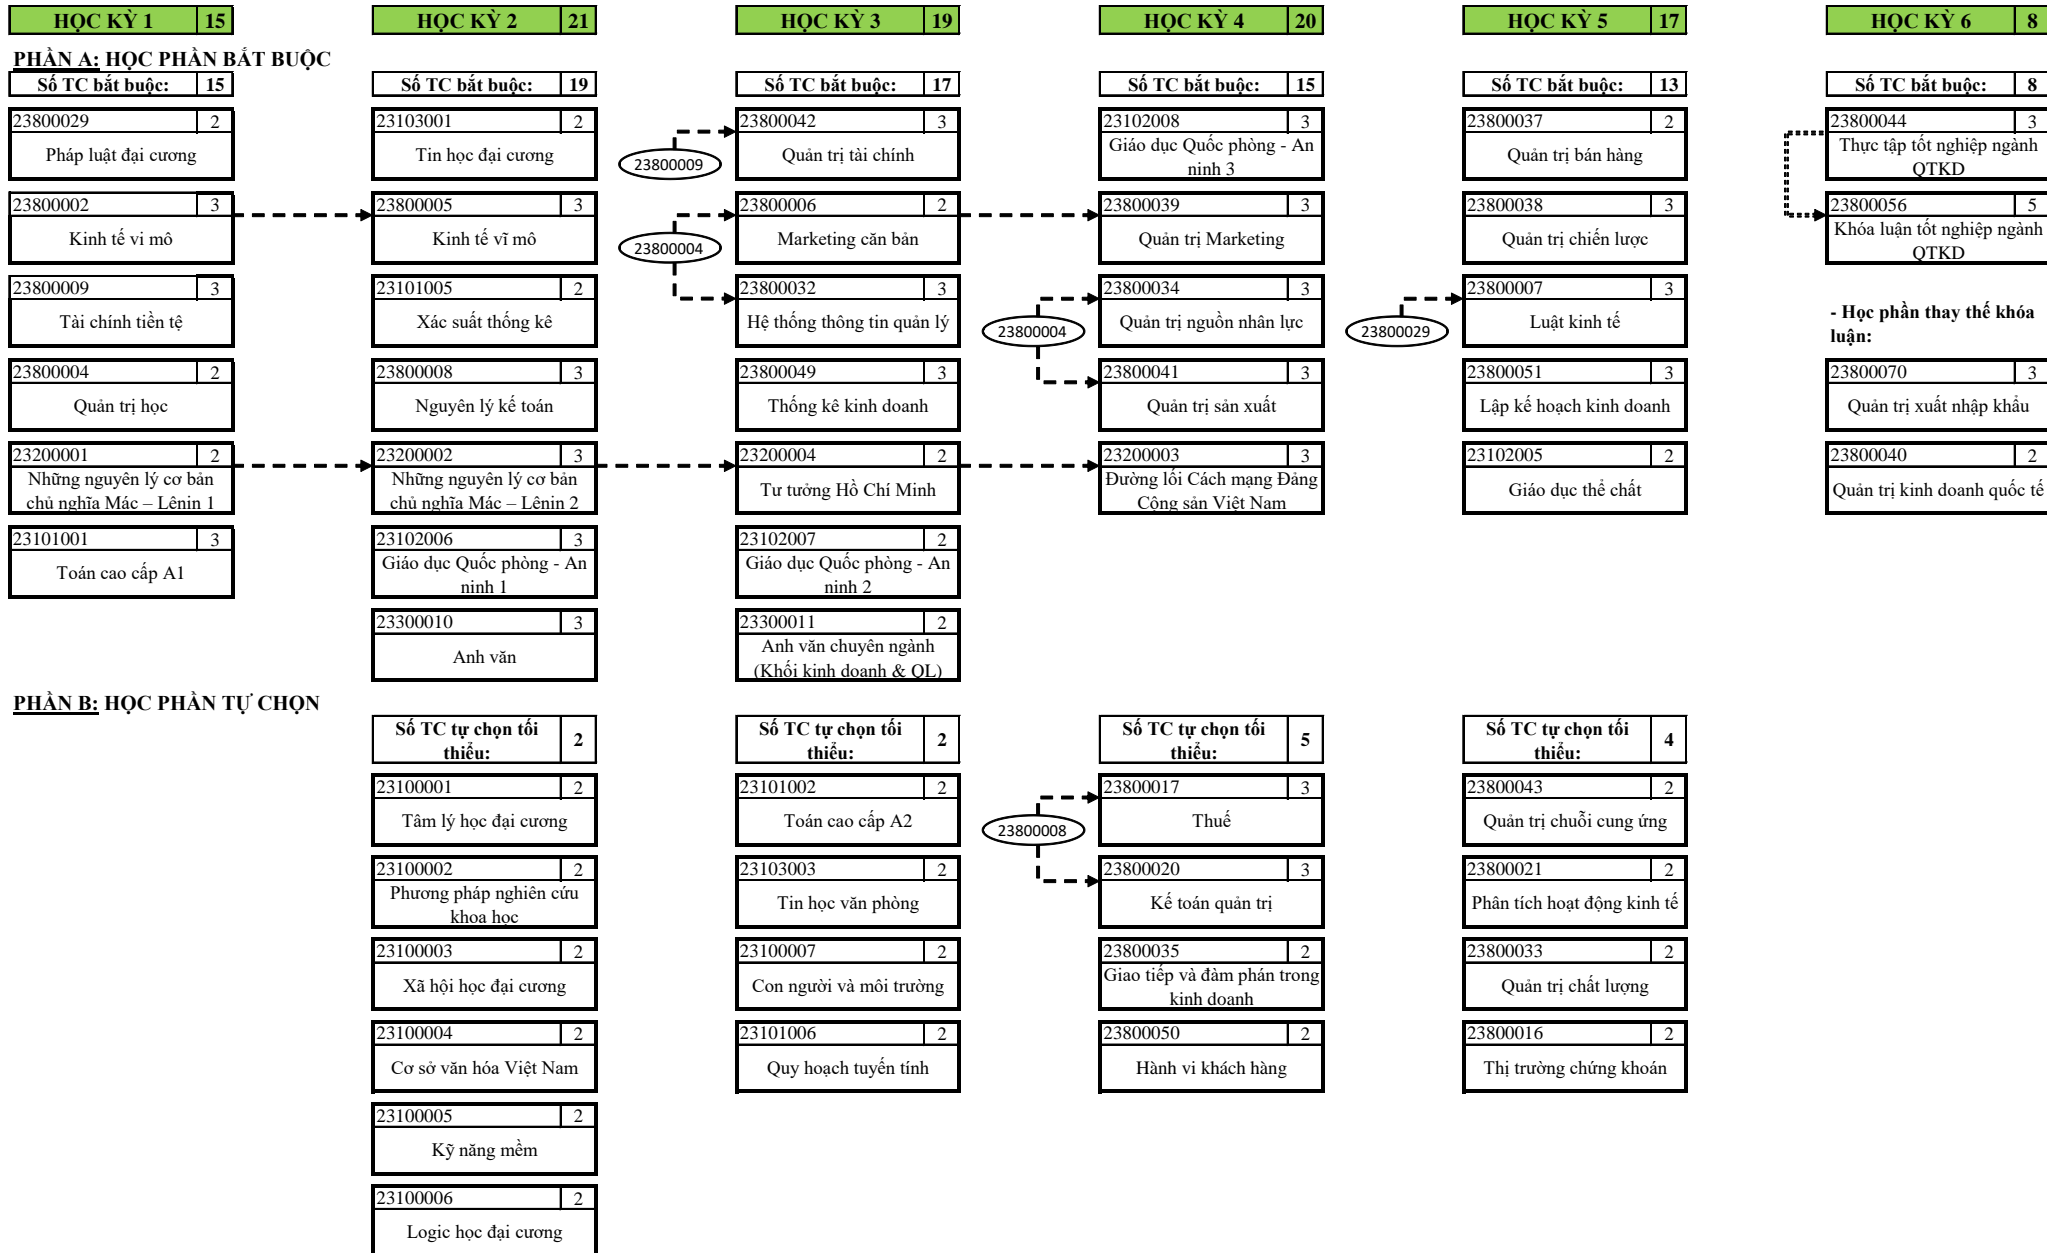 HỌC KỲ 1 15
HỌC KỲ 2 21
HỌC KỲ 3 19
HỌC KỲ 4 20
HỌC KỲ 5 17
HỌC KỲ 6 8
PHẦN A: HỌC PHẦN BẮT BUỘC
Số TC bắt buộc: 15
Số TC bắt buộc: 19
Số TC bắt buộc: 17
Số TC bắt buộc: 15
Số TC bắt buộc: 13
Số TC bắt buộc: 8
23800029 2
Pháp luật đại cương
23103001 2
Tin học đại cương
23800009
23800042 3
Quản trị tài chính
23102008 3
Giáo dục Quốc phòng - An
ninh 3
23800037 2
Quản trị bán hàng
23800044 3
Thực tập tốt nghiệp ngành
QTKD
23800002 3
Kinh tế vi mô
23800005 3
Kinh tế vĩ mô
23800004
23800006 2
Marketing căn bản
23800039 3
Quản trị Marketing
23800038 3
Quản trị chiến lược
23800056 5
Khóa luận tốt nghiệp ngành
QTKD
23800009 3
Tài chính tiền tệ
23101005 2
Xác suất thống kê
23800032 3
Hệ thống thông tin quản lý
23800004
23800034 3
Quản trị nguồn nhân lực
23800029
23800007 3
Luật kinh tế
- Học phần thay thế khóa
luận:
23800004 2
Quản trị học
23800008 3
Nguyên lý kế toán
23800049 3
Thống kê kinh doanh
23800041 3
Quản trị sản xuất
23800051 3
Lập kế hoạch kinh doanh
23800070 3
Quản trị xuất nhập khẩu
23200001 2
Những nguyên lý cơ bản
chủ nghĩa Mác – Lênin 1
23200002 3
Những nguyên lý cơ bản
chủ nghĩa Mác – Lênin 2
23200004 2
Tư tưởng Hồ Chí Minh
23200003 3
Đường lối Cách mạng Đảng
Cộng sản Việt Nam
23102005 2
Giáo dục thể chất
23800040 2
Quản trị kinh doanh quốc tế
23101001 3
Toán cao cấp A1
23102006 3
Giáo dục Quốc phòng - An
ninh 1
23102007 2
Giáo dục Quốc phòng - An
ninh 2
23300010 3
Anh văn
23300011 2
Anh văn chuyên ngành
(Khối kinh doanh & QL)
PHẦN B: HỌC PHẦN TỰ CHỌN
Số TC tự chọn tối
thiểu: 2
Số TC tự chọn tối
thiểu: 2
Số TC tự chọn tối
thiểu: 5
Số TC tự chọn tối
thiểu: 4
23100001 2
Tâm lý học đại cương
23101002 2
Toán cao cấp A2
23800008
23800017 3
Thuế
23800043 2
Quản trị chuỗi cung ứng
23100002 2
Phương pháp nghiên cứu
khoa học
23103003 2
Tin học văn phòng
23800020 3
Kế toán quản trị
23800021 2
Phân tích hoạt động kinh tế
23100003 2
Xã hội học đại cương
23100007 2
Con người và môi trường
23800035 2
Giao tiếp và đàm phán trong
kinh doanh
23800033 2
Quản trị chất lượng
23100004 2
Cơ sở văn hóa Việt Nam
23101006 2
Quy hoạch tuyến tính
23800050 2
Hành vi khách hàng
23800016 2
Thị trường chứng khoán
23100005 2
Kỹ năng mềm
23100006 2
Logic học đại cương